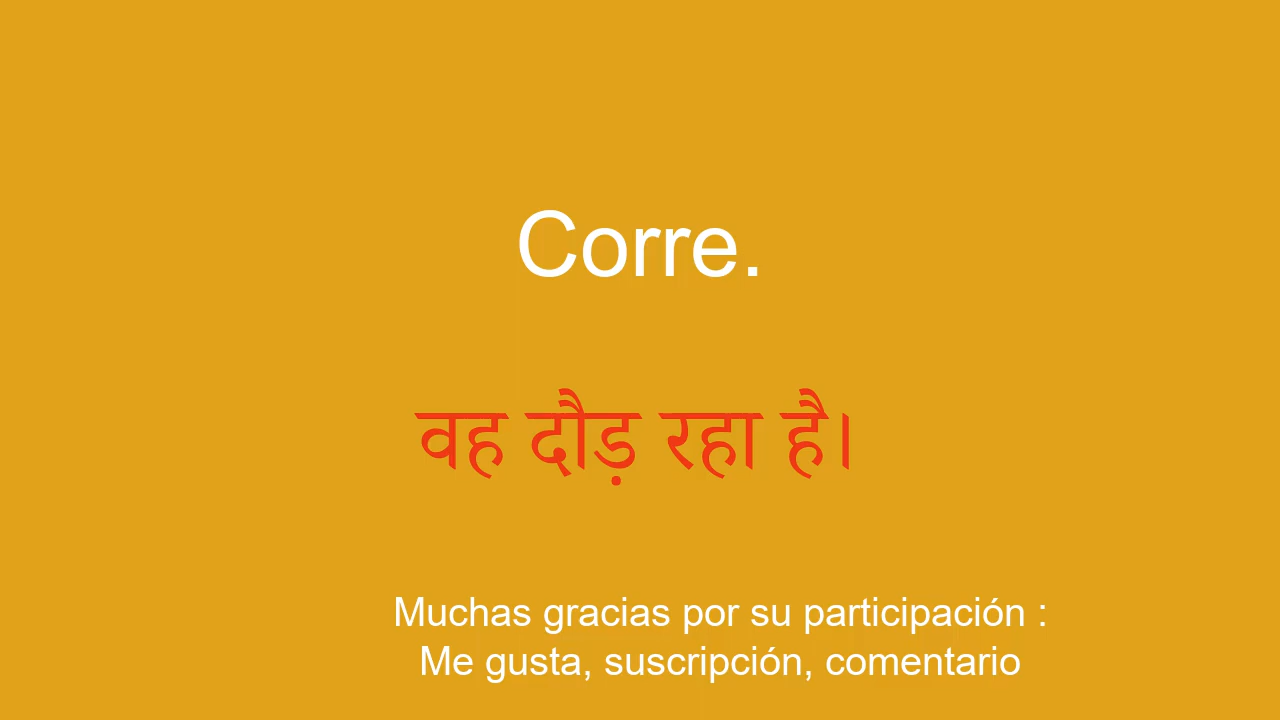 Corre.
वह दौड़ रहा है।
Muchas gracias por su participación :
Me gusta, suscripción, comentario